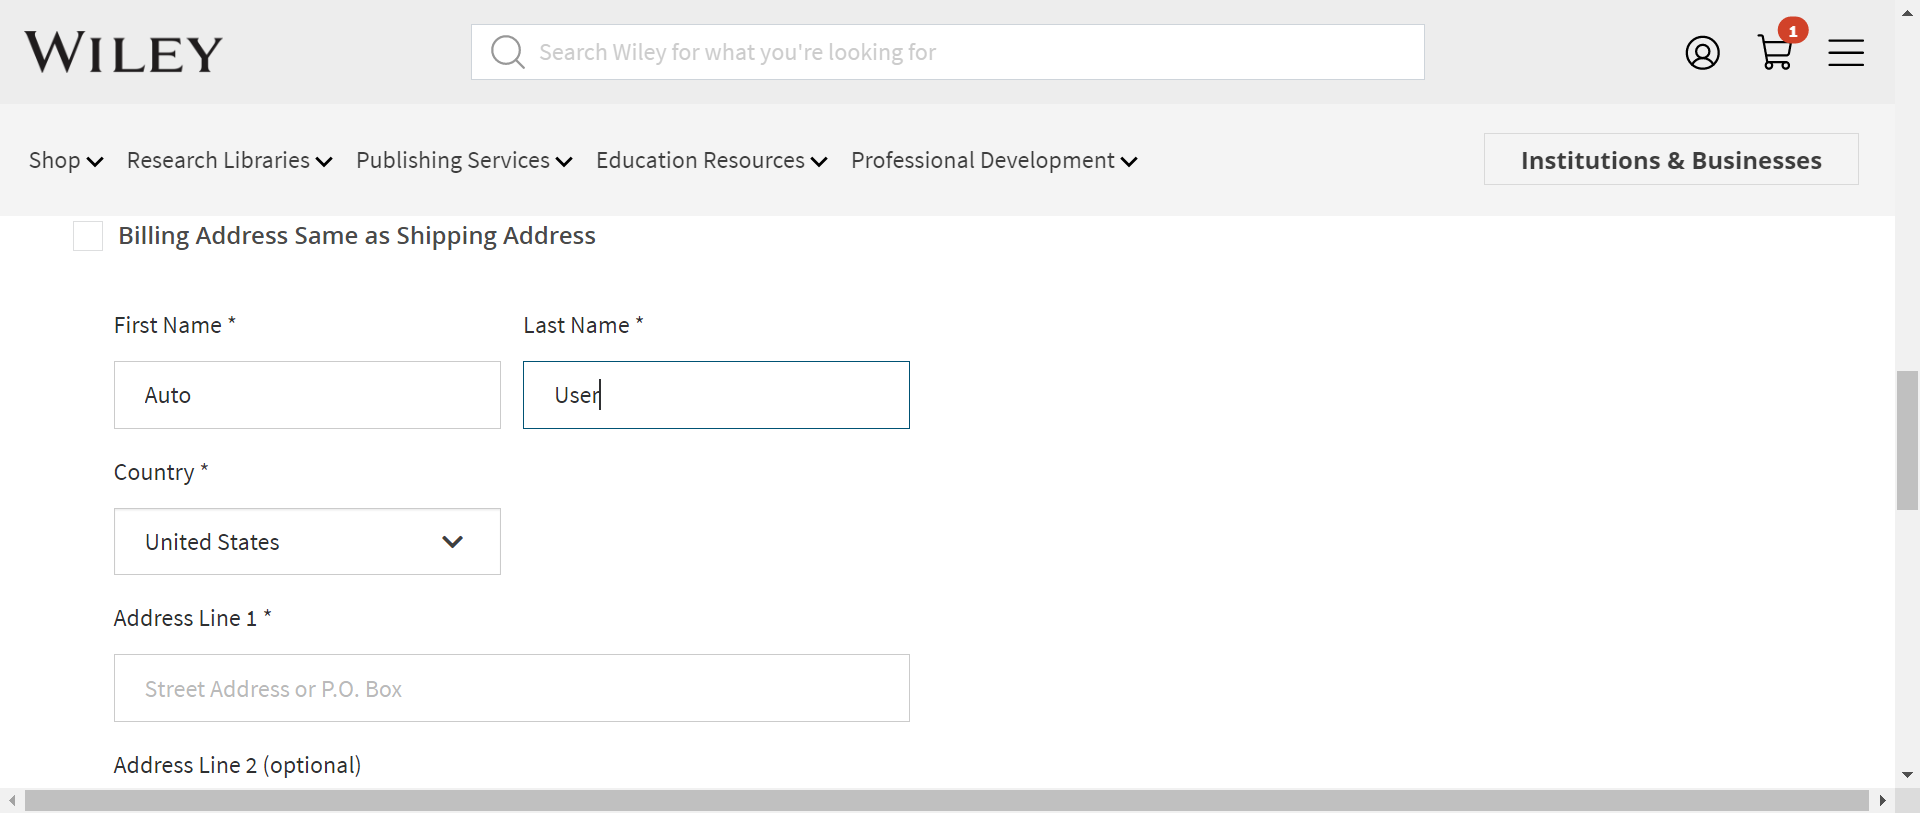 WILEY
Search Wiley for what you're looking for
1
Shop
Research Libraries
Publishing Services
Education Resources
Professional Development
Institutions & Businesses
Billing Address Same as Shipping Address
First Name *
Last Name *
Auto
User
Country *
United States
Address Line 1 *
Street Address or P.O. Box
Address Line 2 (optional)